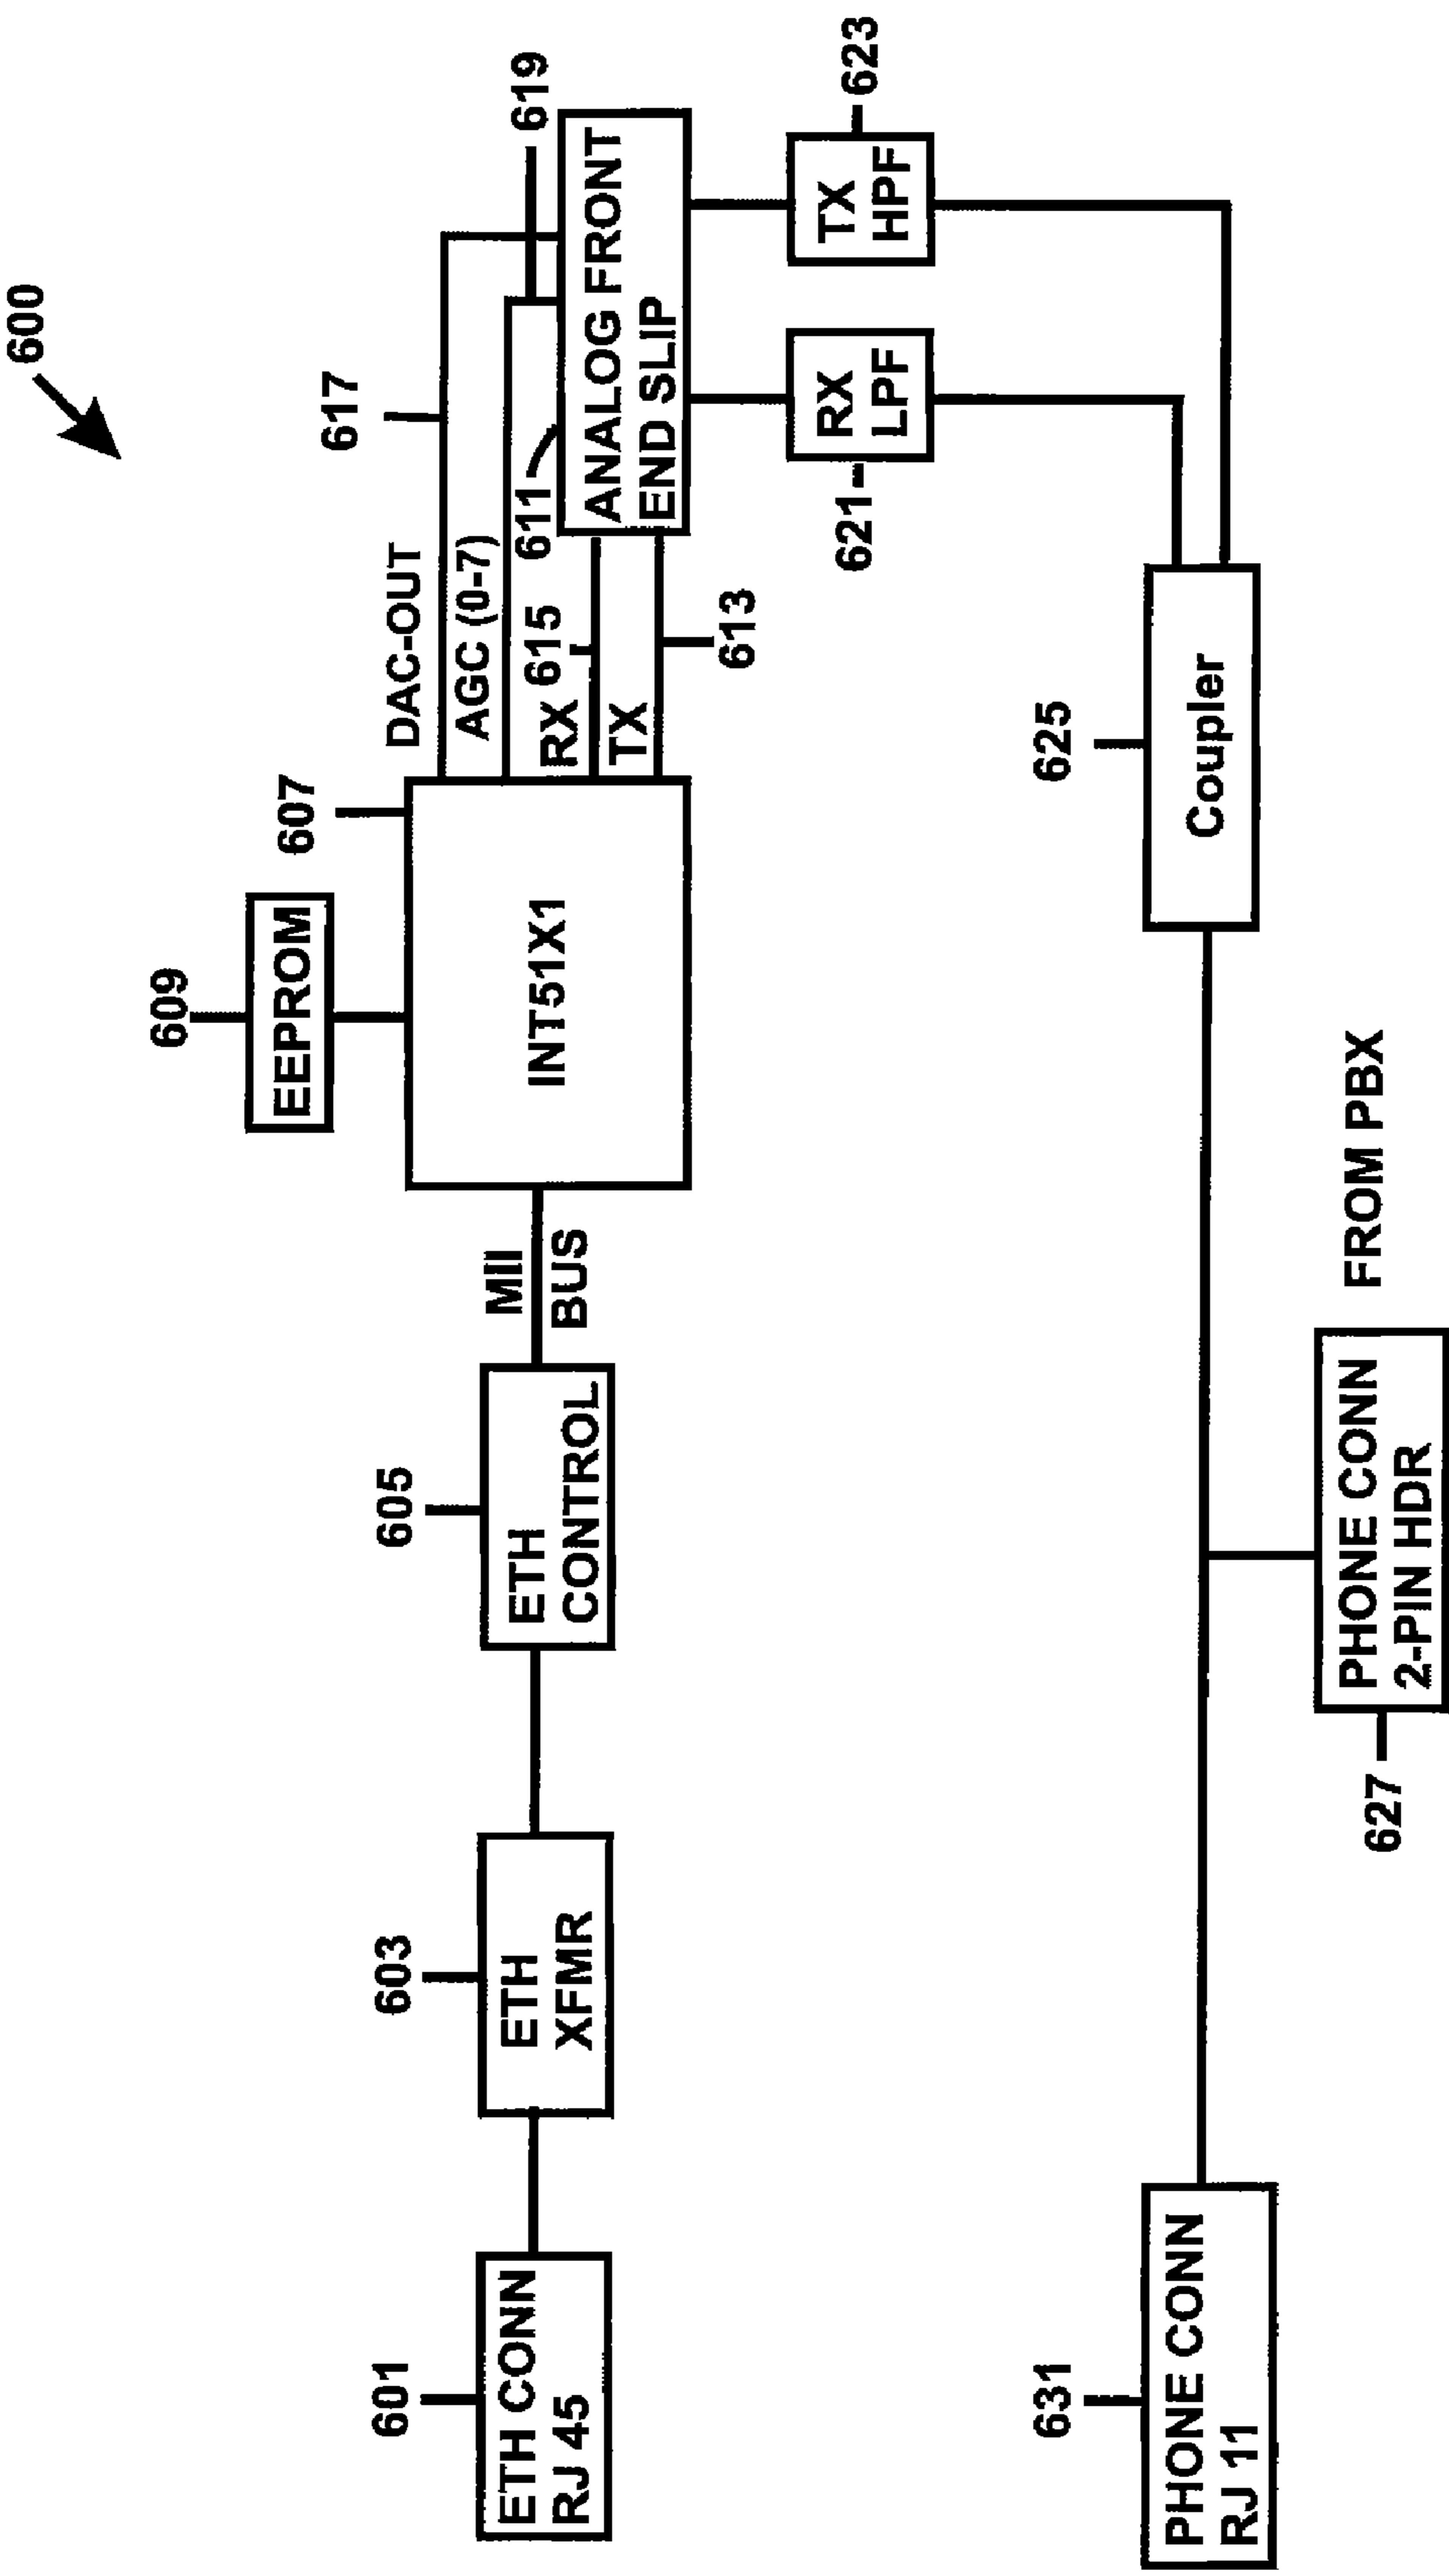 600
609
EEPROM
607
617
DAC-OUT
AGC (0-7)
619
601
ETH CONN
RJ 45
603
ETH
XFMR
605
ETH
CONTROL
MII
BUS
INT51X1
RX
615
TX
613
611
ANALOG FRONT
END SLIP
621
RX
LPF
623
TX
HPF
631
PHONE CONN
RJ 11
625
Coupler
627
PHONE CONN
2-PIN HDR
FROM PBX